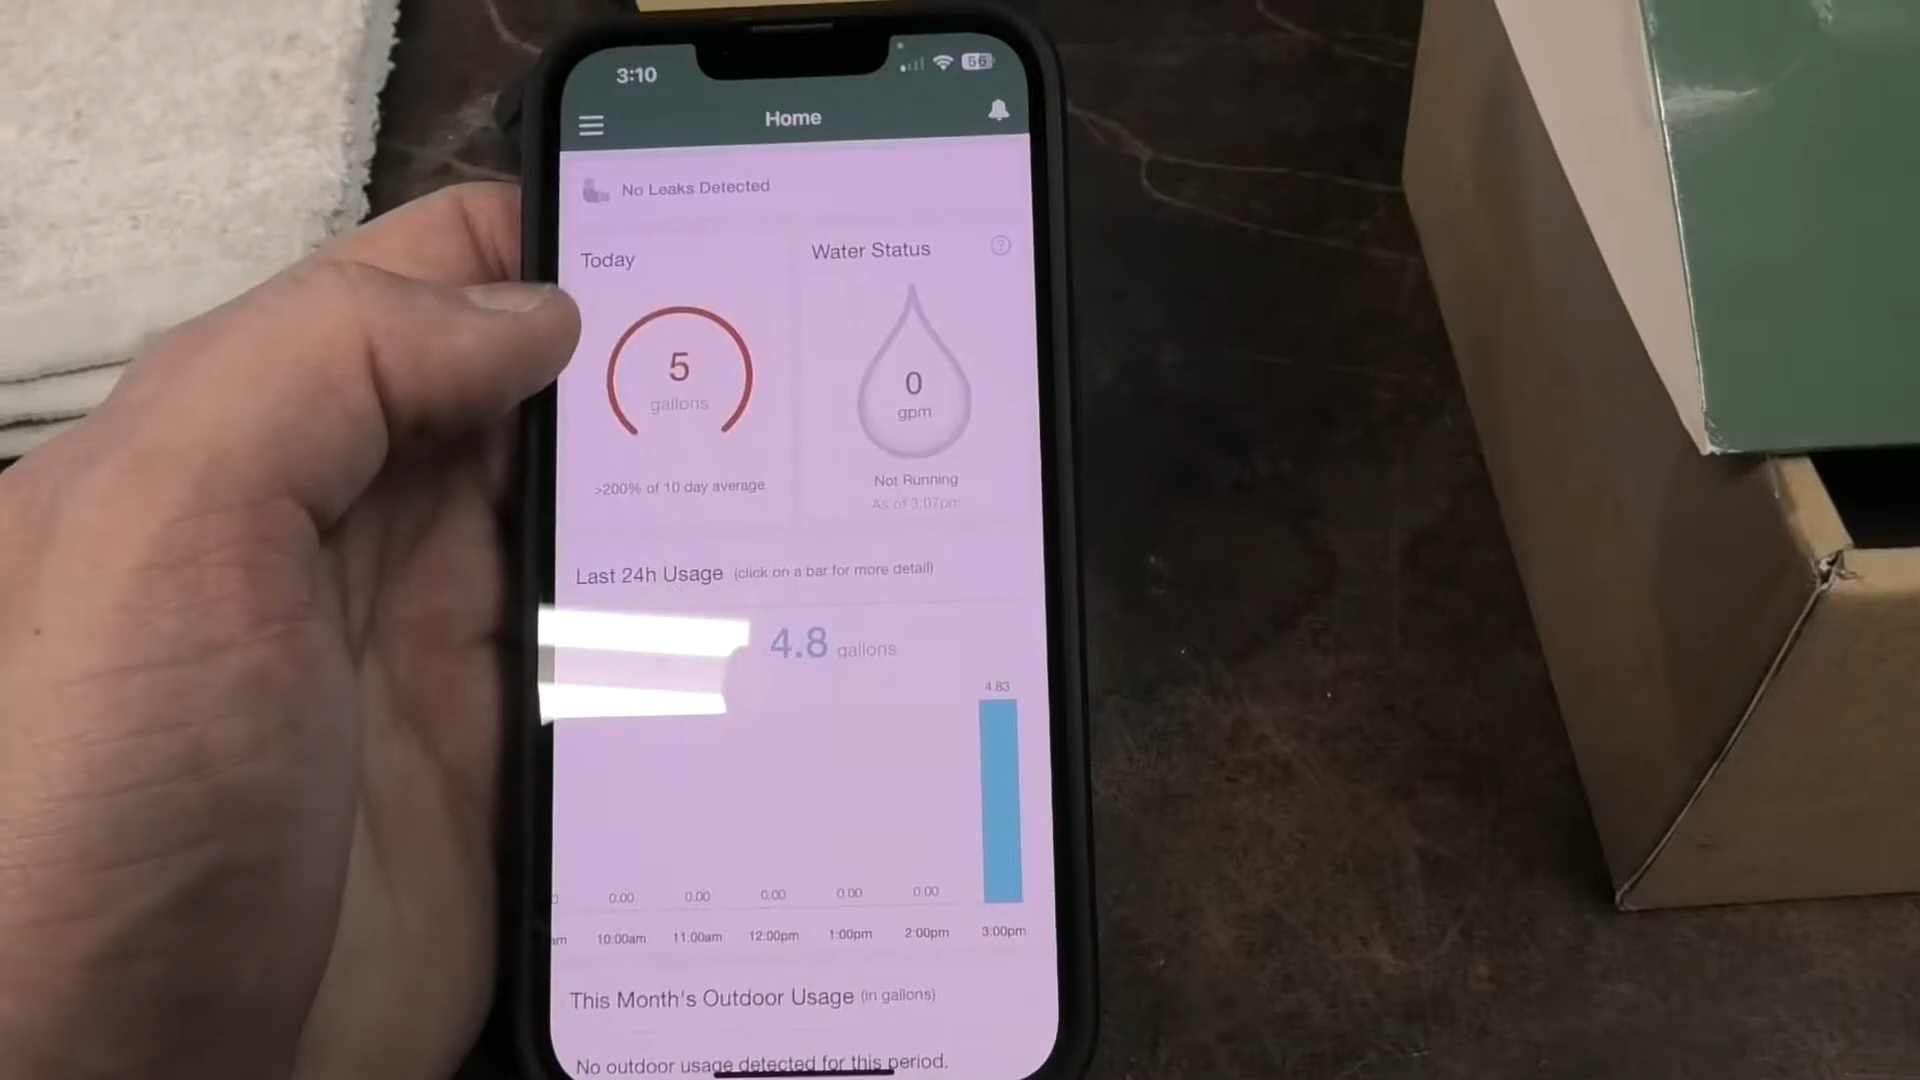 3:10
56
Home
No Leaks Detected
Today
Water Status
?
5
gallons
0
gpm
>200% of 10 day average
Not Running
As of 3:07pm
Last 24h Usage (click on a bar for more detail)
4.8 gallons
4.83
0.00 0.00 0.00 0.00 0.00
am 10:00am 11:00am 12:00pm 1:00pm 2:00pm 3:00pm
This Month's Outdoor Usage (in gallons)
No outdoor usage detected for this period.